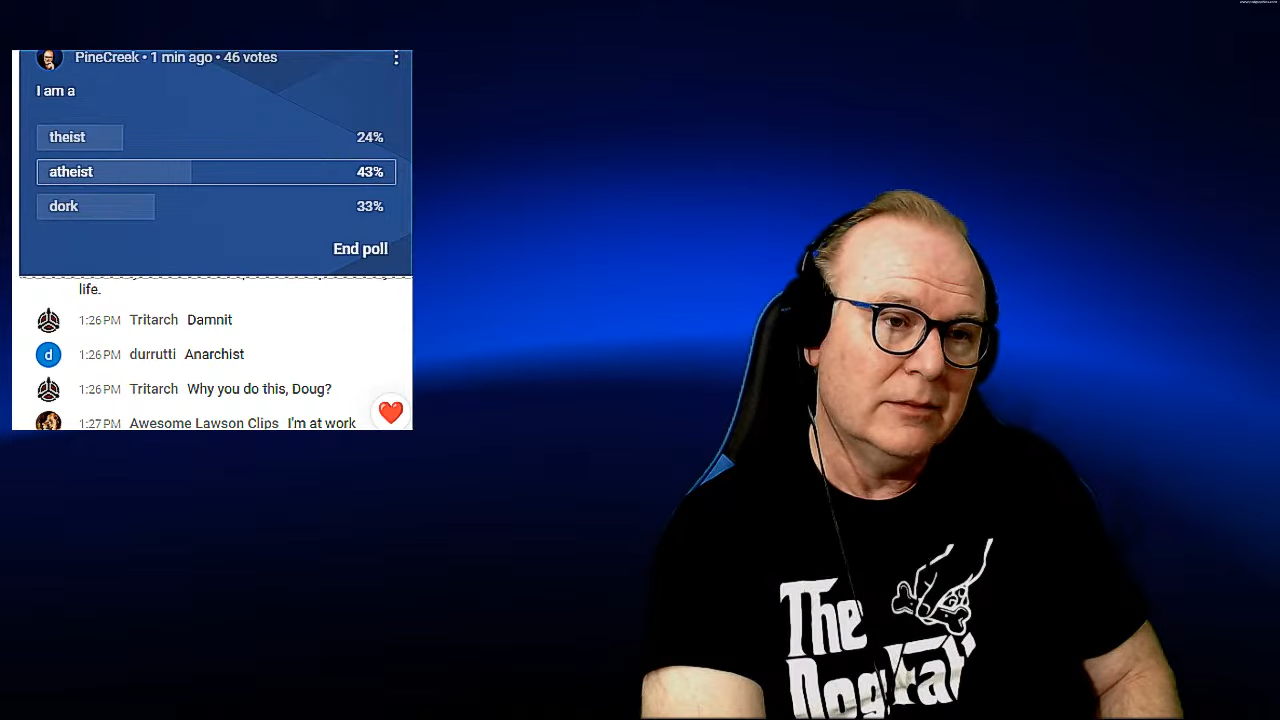 PineCreek • 1 min ago • 46 votes
I am a
theist 24%
atheist 43%
dork 33%
End poll
life.
1:26 PM Tritarch Damnit
d 1:26 PM durrutti Anarchist
1:26 PM Tritarch Why you do this, Doug?
1:27 PM Awesome Lawson Clips I'm at work
The